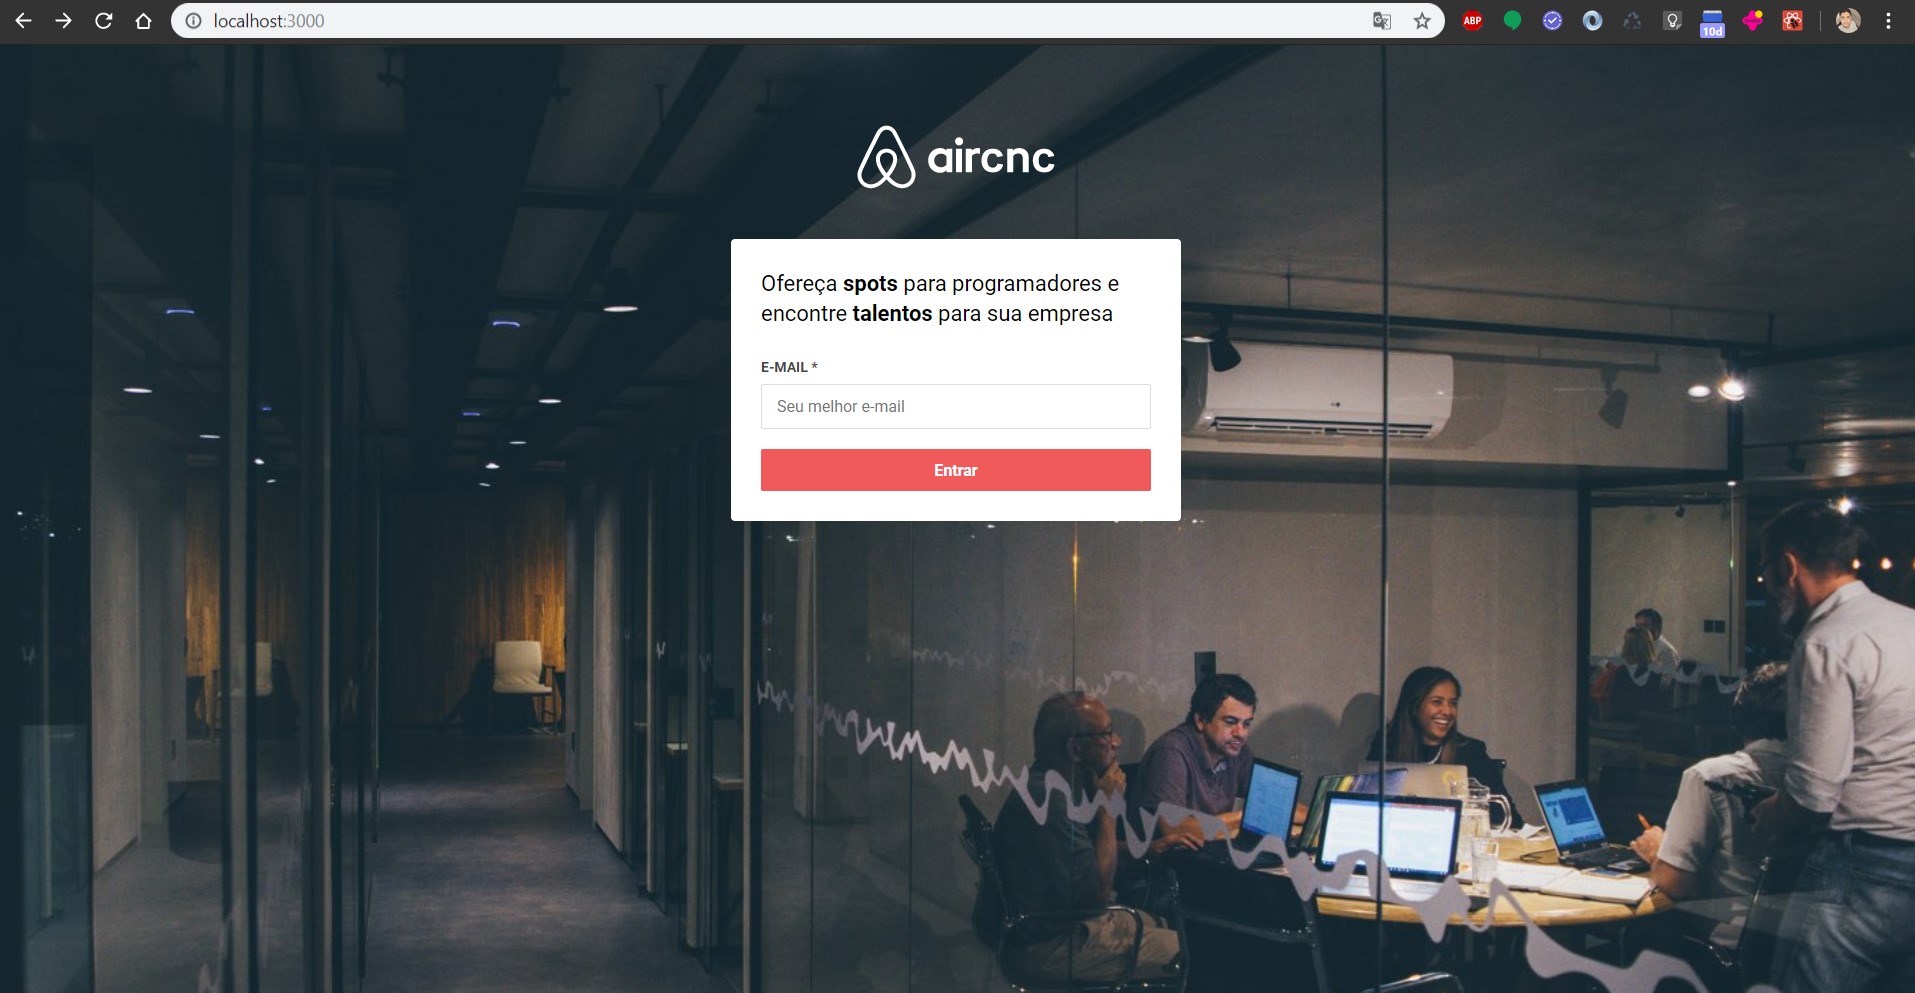 localhost:3000
ABP
10d
aircnc
Ofereça spots para programadores e
encontre talentos para sua empresa
E-MAIL *
Seu melhor e-mail
Entrar